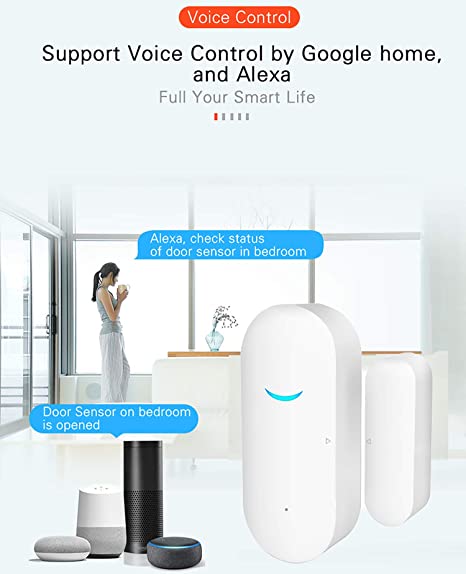 Voice Control
Support Voice Control by Google home,
and Alexa
Full Your Smart Life
Alexa, check status
of door sensor in bedroom
Door Sensor on bedroom
is opened